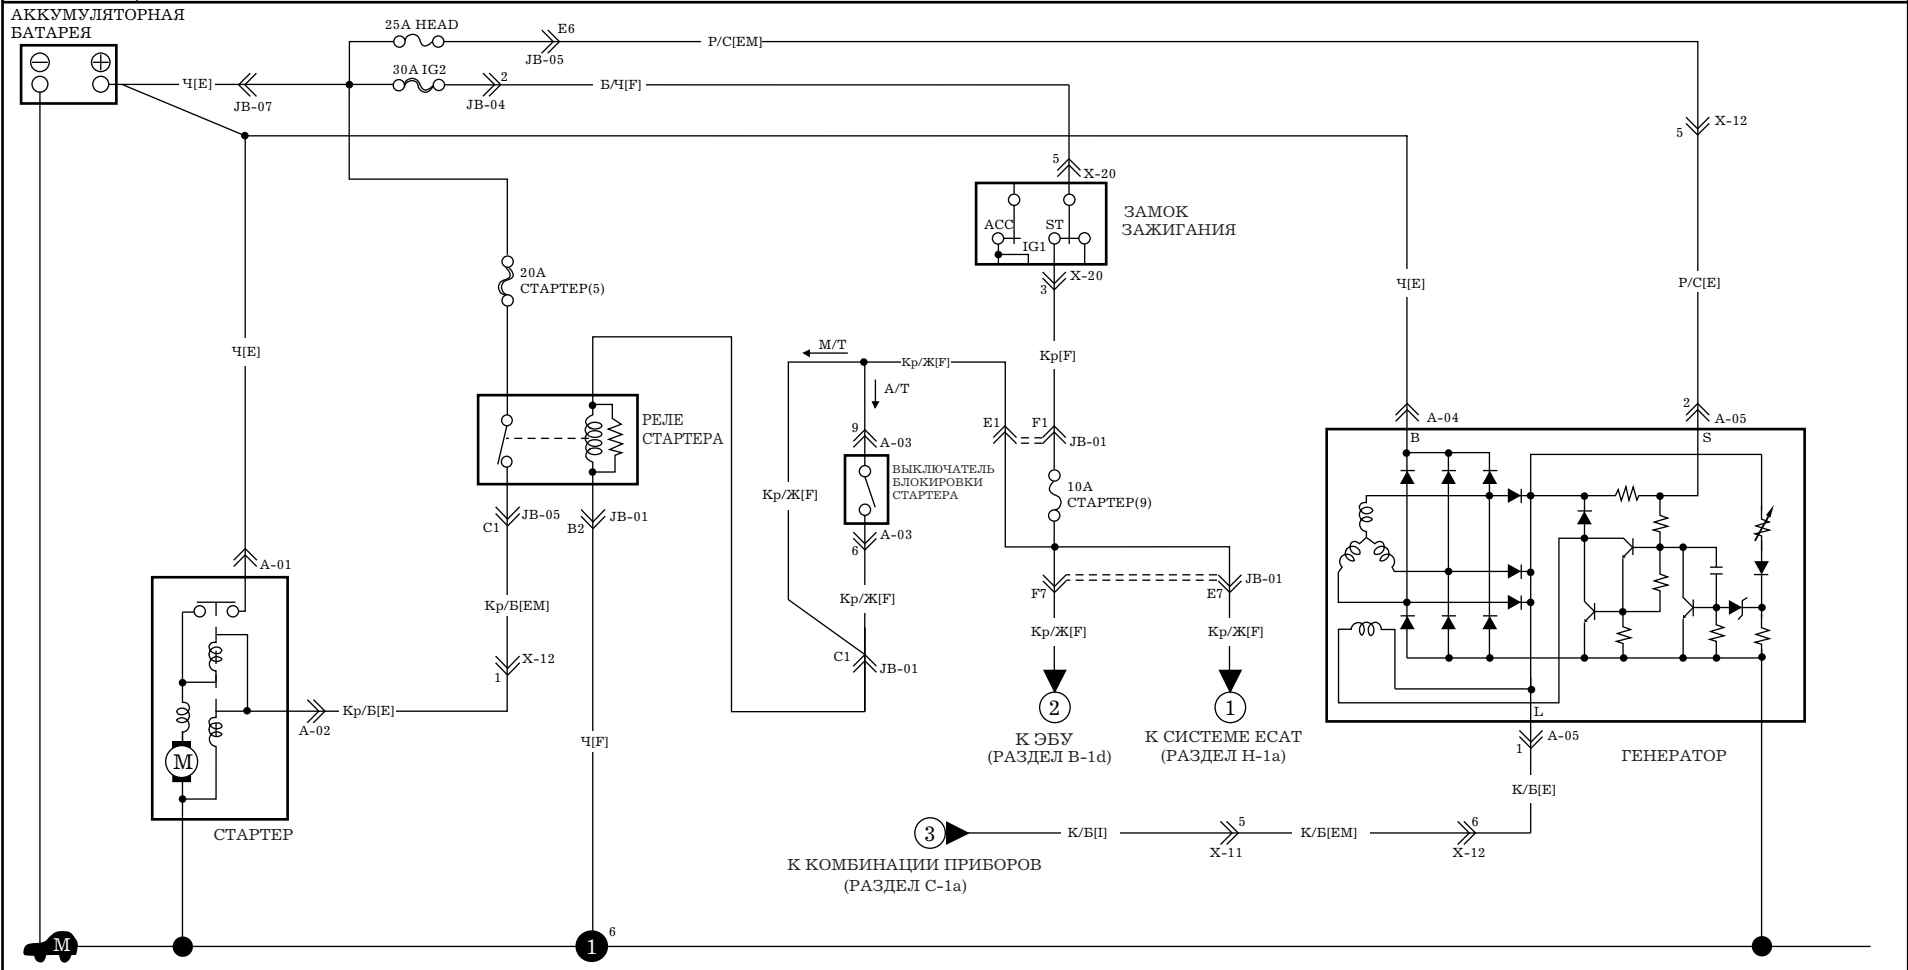 АККУМУЛЯТОРНАЯ
БАТАРЕЯ
25A HEAD
E6
JB-05
Р/С[EM]
30A IG2
2
JB-04
Б/Ч[F]
Ч[E]
JB-07
5
X-12
5
X-20
ACC
ST
IG1
ЗАМОК
ЗАЖИГАНИЯ
X-20
3
20A
СТАРТЕР(5)
Ч[E]
Р/С[E]
Ч[E]
М/Т
Кр/Ж[F]
Кр[F]
А/Т
РЕЛЕ
СТАРТЕРА
9
A-03
E1
F1
JB-01
A-04
2
A-05
B
S
ВЫКЛЮЧАТЕЛЬ
БЛОКИРОВКИ
СТАРТЕРА
Кр/Ж[F]
10A
СТАРТЕР(9)
C1
JB-05
B2
JB-01
A-03
6
A-01
F7
E7
JB-01
Кр/Б[EM]
Кр/Ж[F]
Кр/Ж[F]
Кр/Ж[F]
X-12
1
C1
JB-01
Кр/Б[E]
A-02
2
1
L
К ЭБУ
(РАЗДЕЛ B-1d)
К СИСТЕМЕ ECAT
(РАЗДЕЛ H-1a)
1
A-05
ГЕНЕРАТОР
Ч[F]
M
К/Б[E]
СТАРТЕР
3
К/Б[I]
5
X-11
К/Б[EM]
6
X-12
К КОМБИНАЦИИ ПРИБОРОВ
(РАЗДЕЛ C-1a)
M
1
6